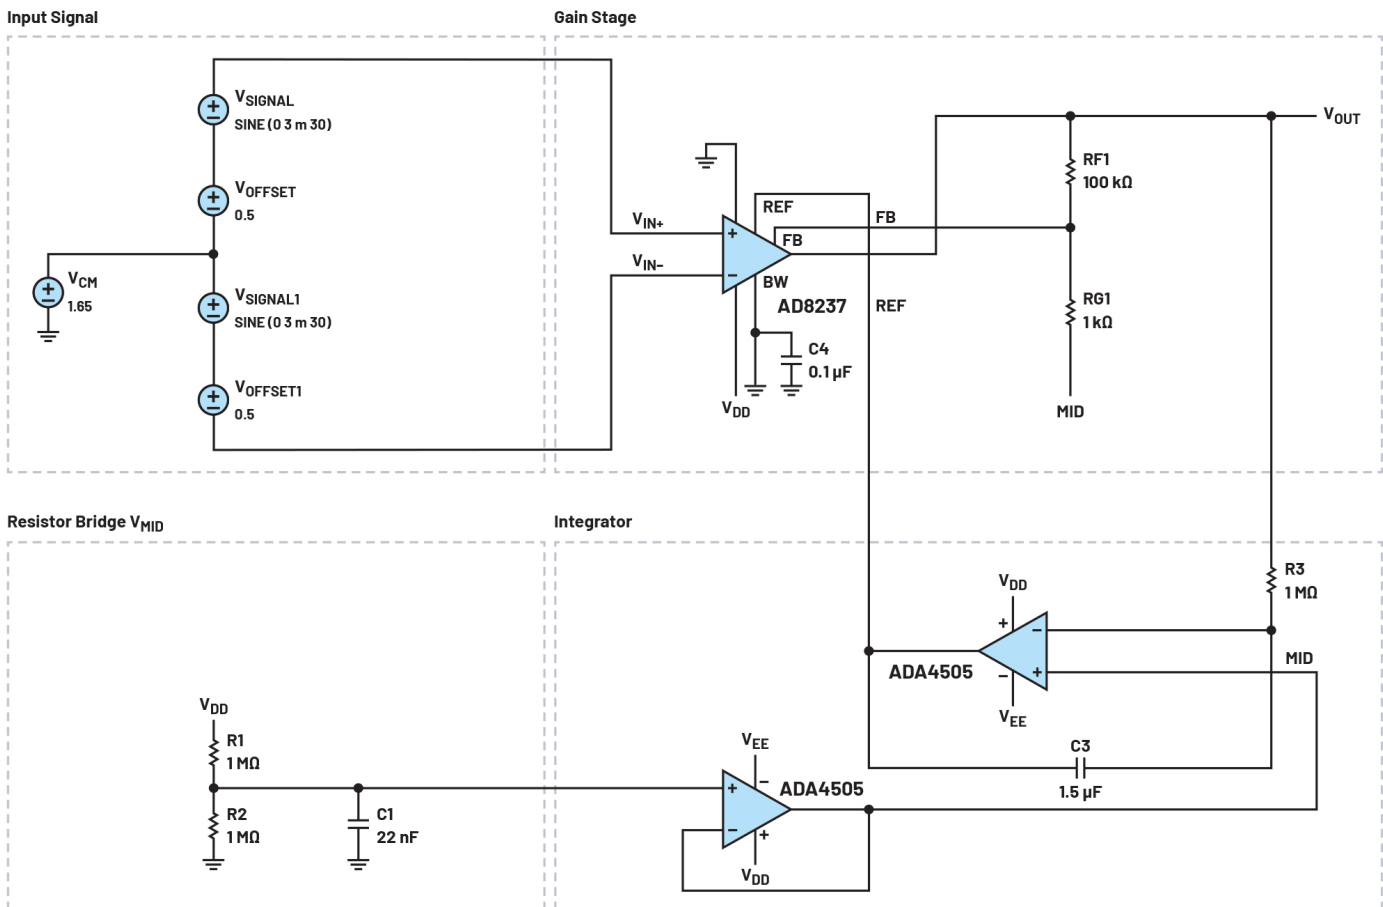 Input Signal
Gain Stage
VSIGNAL
SINE (0 3 m 30)
VOFFSET
0.5
VCM
1.65
VSIGNAL1
SINE (0 3 m 30)
VOFFSET1
0.5
VIN+
VIN−
REF
FB
FB
BW
AD8237
REF
C4
0.1 µF
VDD
VOUT
RF1
100 kΩ
RG1
1 kΩ
MID
Resistor Bridge VMID
Integrator
VDD
R1
1 MΩ
R2
1 MΩ
C1
22 nF
VDD
R3
1 MΩ
MID
ADA4505
VEE
C3
1.5 µF
VEE
ADA4505
VDD